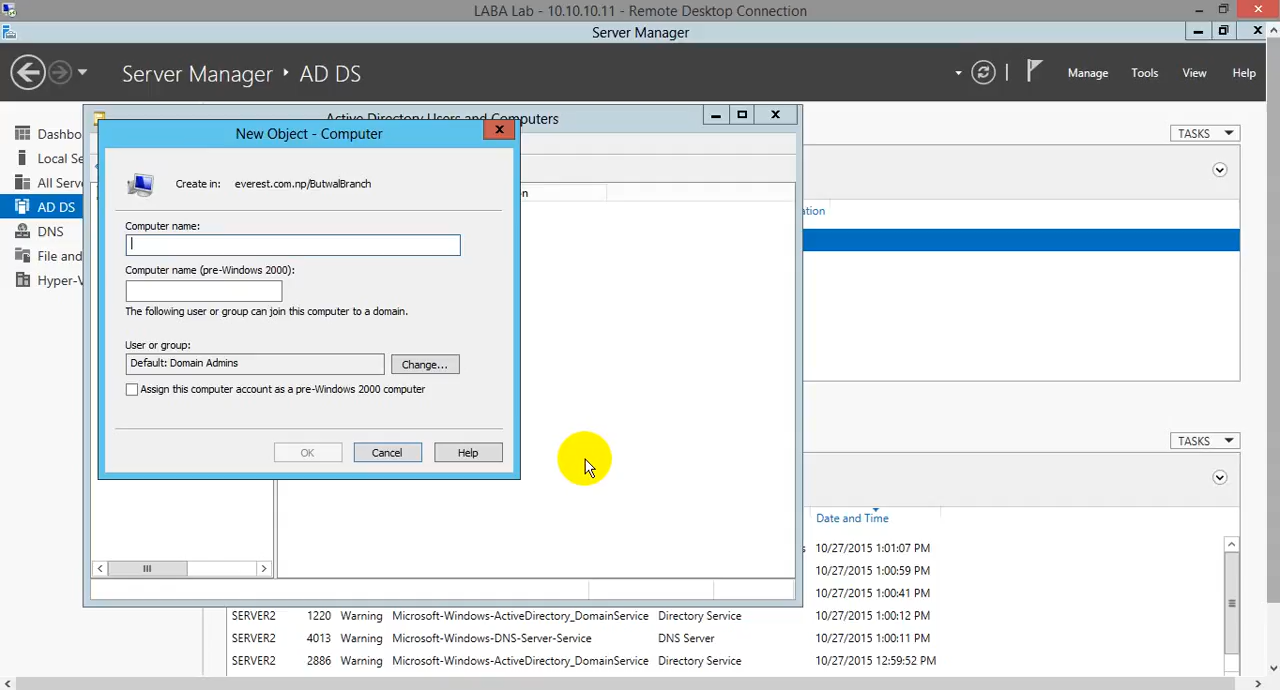 LABA Lab - 10.10.10.11 - Remote Desktop Connection
Server Manager
Server Manager ‣ AD DS
Manage Tools View Help
Dashbo
Local Se
All Serve
AD DS
DNS
File and
Hyper-V
Active Directory Users and Computers
New Object - Computer
Create in: everest.com.np/ButwalBranch
Computer name:
Computer name (pre-Windows 2000):
The following user or group can join this computer to a domain.
User or group:
Default: Domain Admins
Change...
Assign this computer account as a pre-Windows 2000 computer
OK Cancel Help
TASKS
TASKS
Date and Time
10/27/2015 1:01:07 PM
10/27/2015 1:00:59 PM
10/27/2015 1:00:41 PM
SERVER2 1220 Warning Microsoft-Windows-ActiveDirectory_DomainService Directory Service 10/27/2015 1:00:12 PM
SERVER2 4013 Warning Microsoft-Windows-DNS-Server-Service DNS Server 10/27/2015 1:00:11 PM
SERVER2 2886 Warning Microsoft-Windows-ActiveDirectory_DomainService Directory Service 10/27/2015 12:59:52 PM